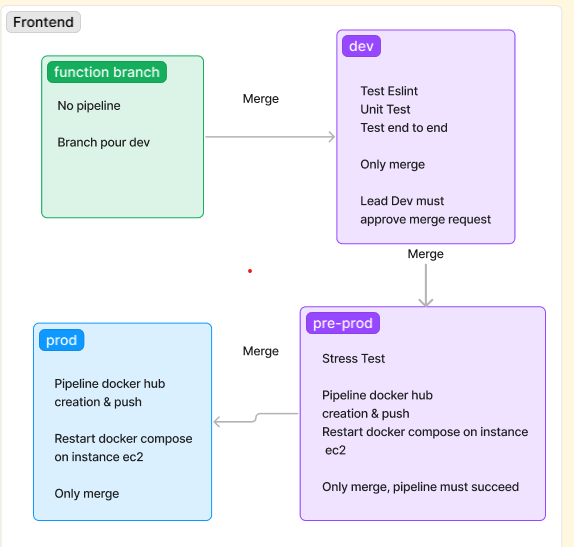 Frontend
function branch
No pipeline
Branch pour dev
Merge
dev
Test Eslint
Unit Test
Test end to end
Only merge
Lead Dev must
approve merge request
Merge
pre-prod
Stress Test
Pipeline docker hub
creation & push
Restart docker compose on instance
ec2
Only merge, pipeline must succeed
Merge
prod
Pipeline docker hub
creation & push
Restart docker compose
on instance ec2
Only merge